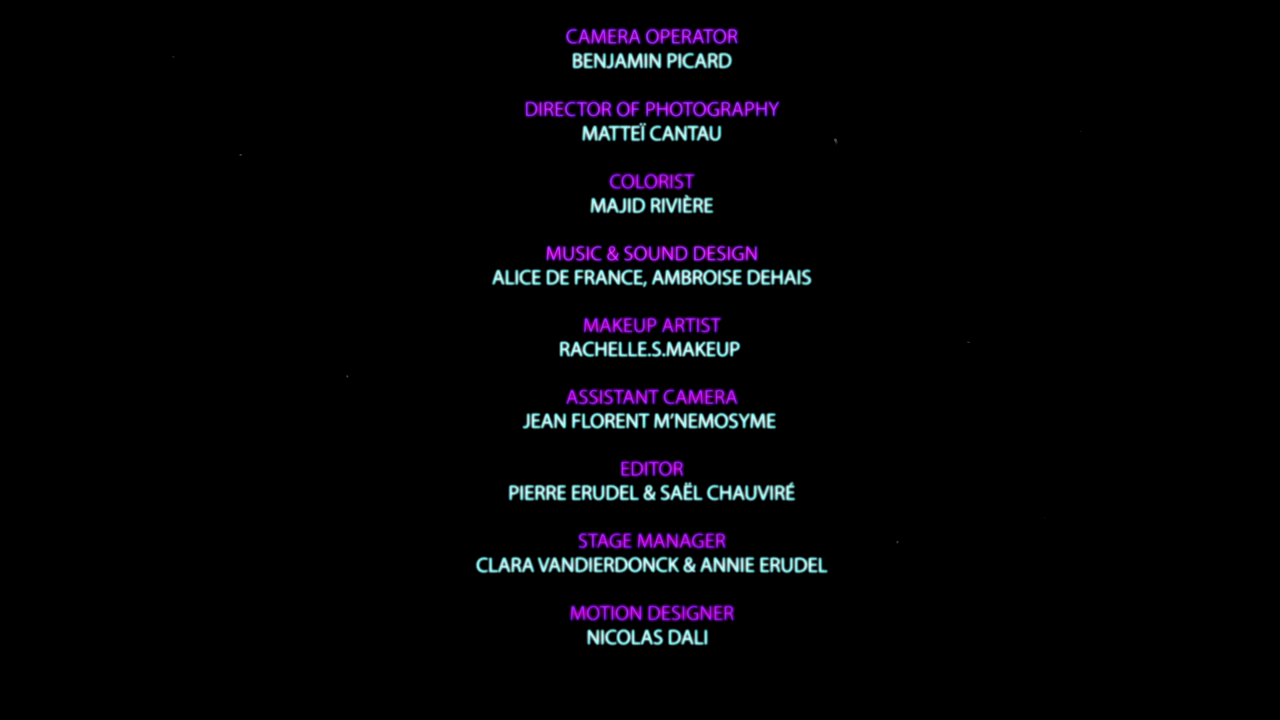 CAMERA OPERATOR
BENJAMIN PICARD
DIRECTOR OF PHOTOGRAPHY
MATTEÏ CANTAU
COLORIST
MAJID RIVIÈRE
MUSIC & SOUND DESIGN
ALICE DE FRANCE, AMBROISE DEHAIS
MAKEUP ARTIST
RACHELLE.S.MAKEUP
ASSISTANT CAMERA
JEAN FLORENT M’NEMOSYME
EDITOR
PIERRE ERUDEL & SAËL CHAUVIRÉ
STAGE MANAGER
CLARA VANDIERDONCK & ANNIE ERUDEL
MOTION DESIGNER
NICOLAS DALI